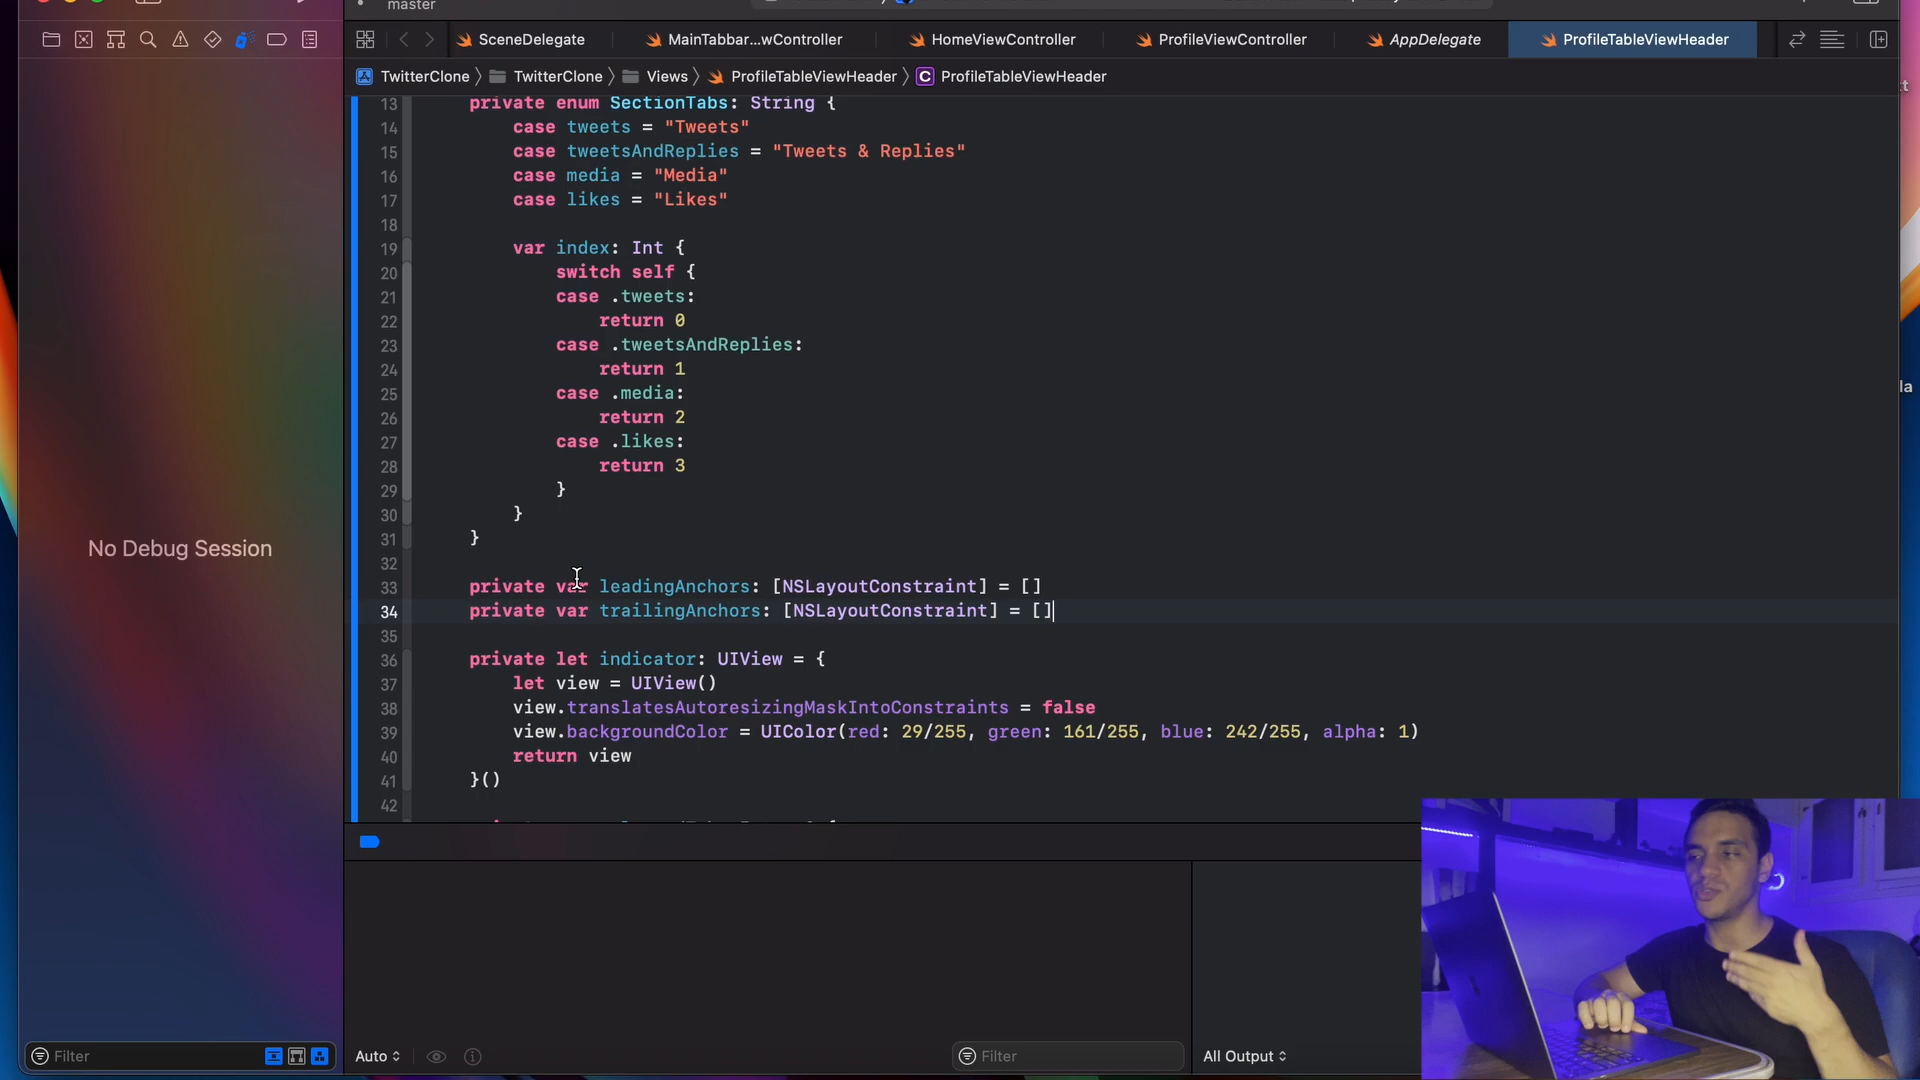 master
SceneDelegate
MainTabbar...wController
HomeViewController
ProfileViewController
AppDelegate
ProfileTableViewHeader
TwitterClone
TwitterClone
Views
ProfileTableViewHeader
C ProfileTableViewHeader
13 private enum SectionTabs: String {
14 case tweets = "Tweets"
15 case tweetsAndReplies = "Tweets & Replies"
16 case media = "Media"
17 case likes = "Likes"
18
19 var index: Int {
20 switch self {
21 case .tweets:
22 return 0
23 case .tweetsAndReplies:
24 return 1
25 case .media:
26 return 2
27 case .likes:
28 return 3
29 }
30 }
31 }
32
33 private var leadingAnchors: [NSLayoutConstraint] = []
34 private var trailingAnchors: [NSLayoutConstraint] = []
35
36 private let indicator: UIView = {
37 let view = UIView()
38 view.translatesAutoresizingMaskIntoConstraints = false
39 view.backgroundColor = UIColor(red: 29/255, green: 161/255, blue: 242/255, alpha: 1)
40 return view
41 }()
42
No Debug Session
Filter
Auto
Filter
All Output
la